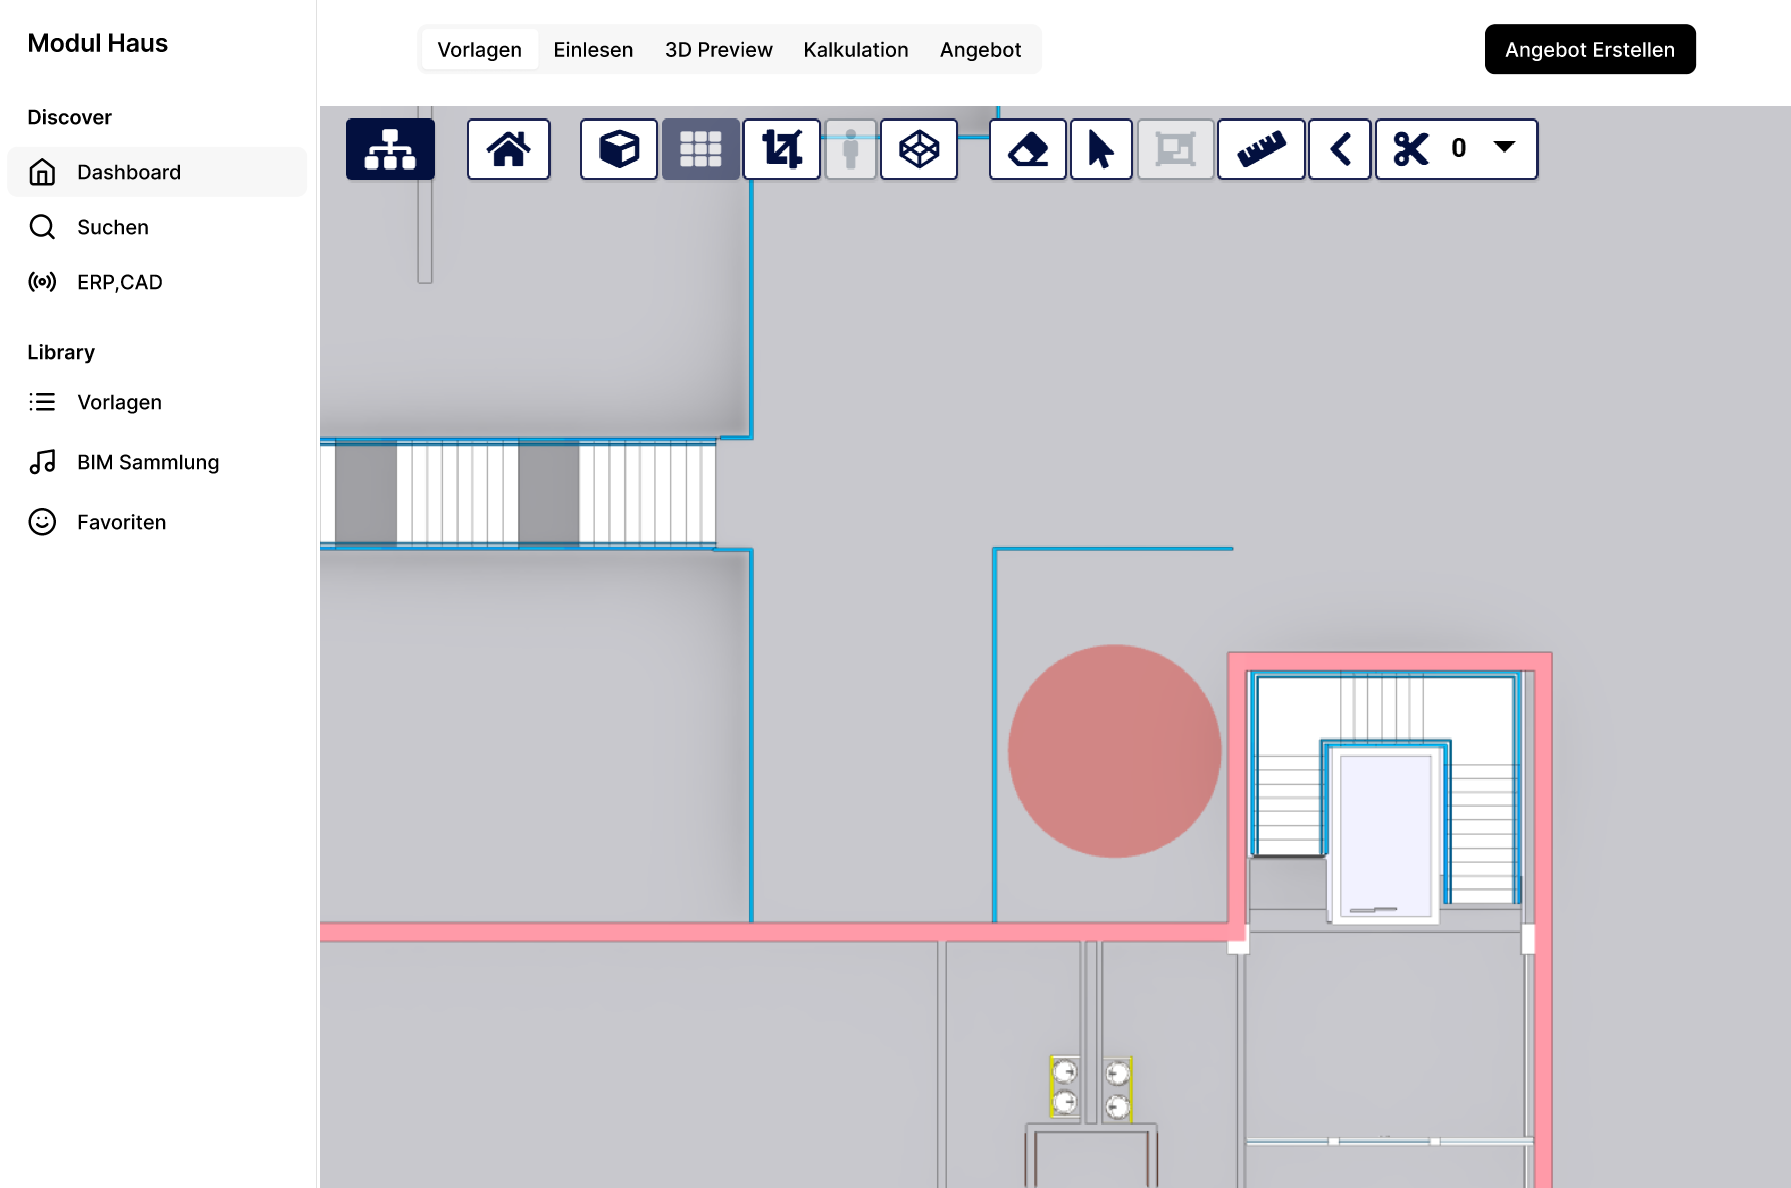 Modul Haus
Vorlagen
Einlesen
3D Preview
Kalkulation
Angebot
Angebot Erstellen
Discover
Dashboard
Suchen
ERP,CAD
Library
Vorlagen
BIM Sammlung
Favoriten
0